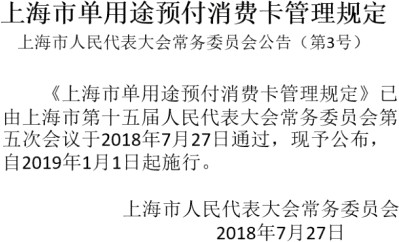 上海市单用途预付消费卡管理规定
上海市人民代表大会常务委员会公告（第3号）
《上海市单用途预付消费卡管理规定》已
由上海市第十五届人民代表大会常务委员会第
五次会议于2018年7月27日通过，现予公布，
自2019年1月1日起施行。
上海市人民代表大会常务委员会
2018年7月27日